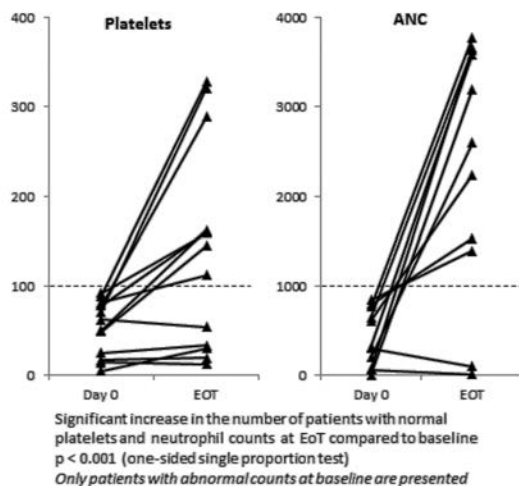 Platelets
400
300
200
100
0
Day 0 EOT
ANC
4000
3000
2000
1000
0
Day 0 EOT
Significant increase in the number of patients with normal
platelets and neutrophil counts at EoT compared to baseline
p < 0.001 (one-sided single proportion test)
Only patients with abnormal counts at baseline are presented